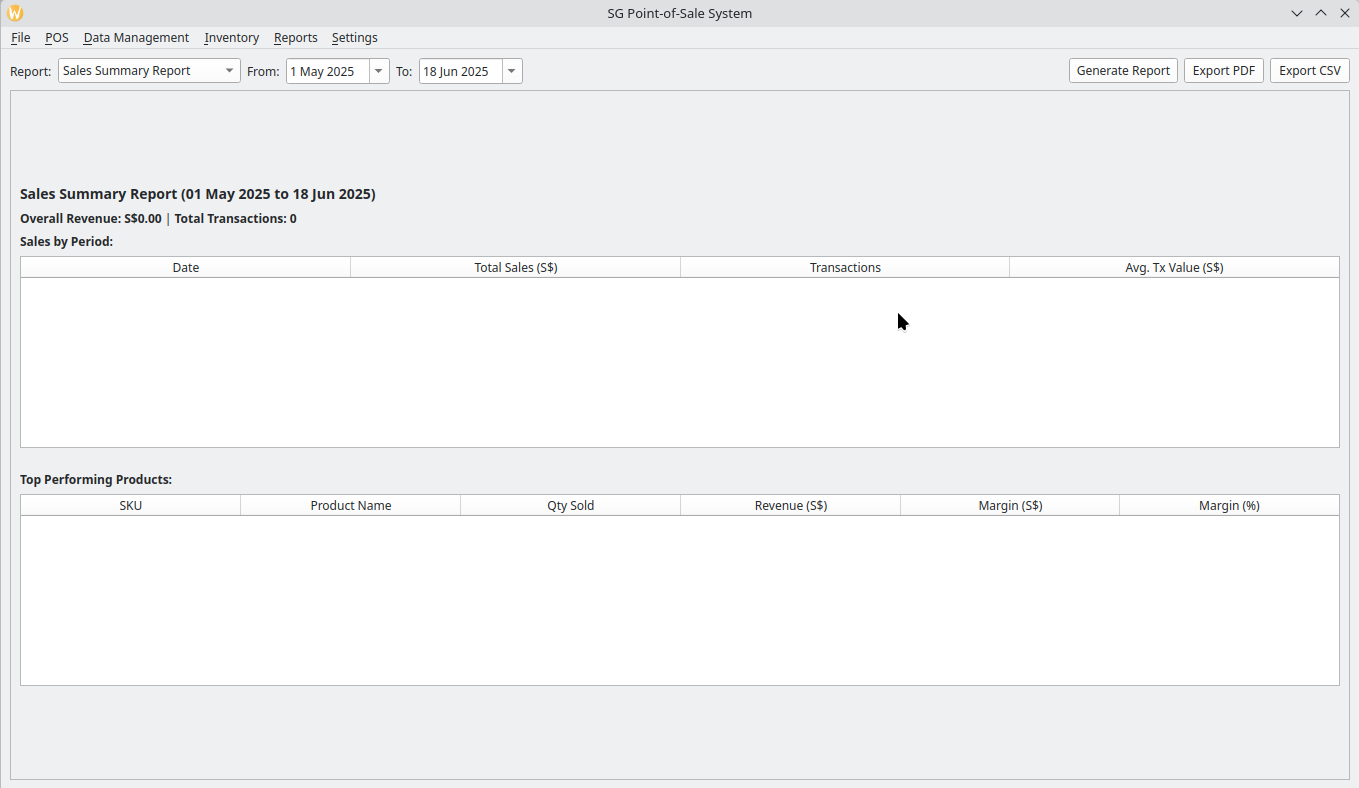 W
SG Point-of-Sale System
File POS Data Management Inventory Reports Settings
Report: Sales Summary Report From: 1 May 2025 To: 18 Jun 2025 Generate Report Export PDF Export CSV
Sales Summary Report (01 May 2025 to 18 Jun 2025)
Overall Revenue: S$0.00 | Total Transactions: 0
Sales by Period:
Date Total Sales (S$) Transactions Avg. Tx Value (S$)
Top Performing Products:
SKU Product Name Qty Sold Revenue (S$) Margin (S$) Margin (%)